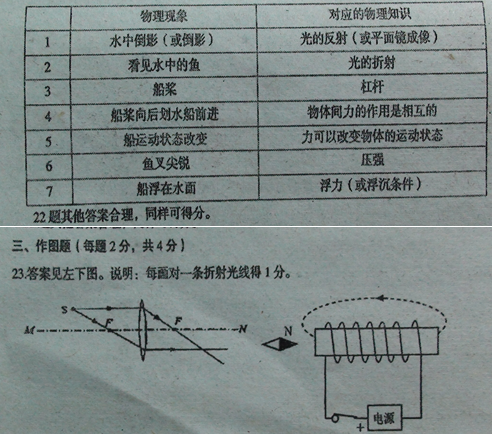 物理现象 对应的物理知识
1 水中倒影(或倒影) 光的反射(或平面镜成像)
2 看见水中的鱼 光的折射
3 船桨 杠杆
4 船桨向后划水船前进 物体间力的作用是相互的
5 船运动状态改变 力可以改变物体的运动状态
6 鱼叉尖锐 压强
7 船浮在水面 浮力(或浮沉条件)
22题其他答案合理,同样可得分。
三、作图题(每题2分,共4分)
23.答案见左下图。说明:每画对一条折射光线得1分。
S
M F F N
N
+ 电源